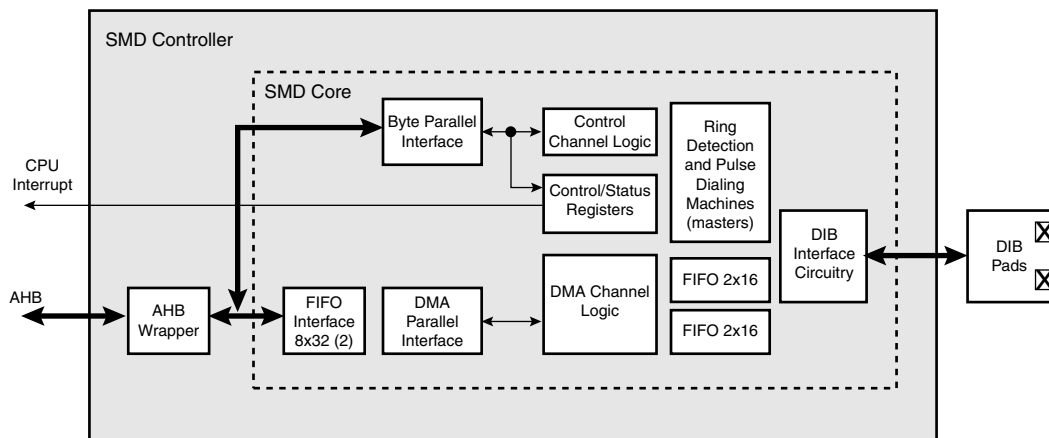 SMD Controller
SMD Core
Byte Parallel
Interface
Control
Channel Logic
Ring
Detection
and Pulse
Dialing
Machines
(masters)
CPU
Interrupt
Control/Status
Registers
DIB
Interface
Circuitry
DIB
Pads
AHB
AHB
Wrapper
FIFO
Interface
8x32 (2)
DMA
Parallel
Interface
DMA Channel
Logic
FIFO 2x16
FIFO 2x16